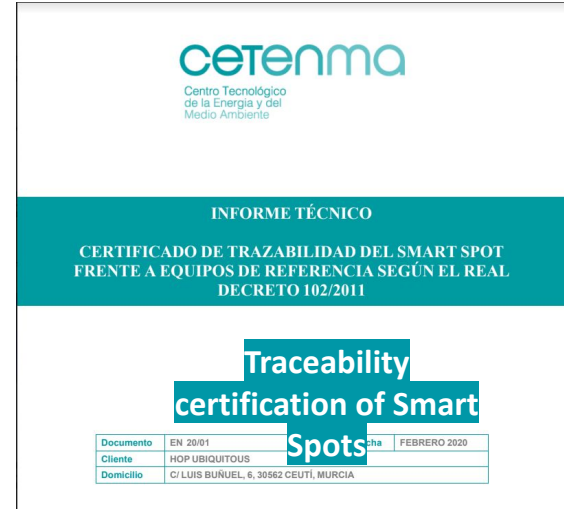 cetenma
Centro Tecnológico
de la Energia y del
Medio Ambiente
INFORME TÉCNICO
CERTIFICADO DE TRAZABILIDAD DEL SMART SPOT
FRENTE A EQUIPOS DE REFERENCIA SEGÚN EL REAL
DECRETO 102/2011
Traceability
certification of Smart
Spots
Documento EN 20/01 cha FEBRERO 2020
Cliente HOP UBIQUITOUS
Domicilio C/ LUIS BUÑUEL, 6, 30562 CEUTÍ, MURCIA